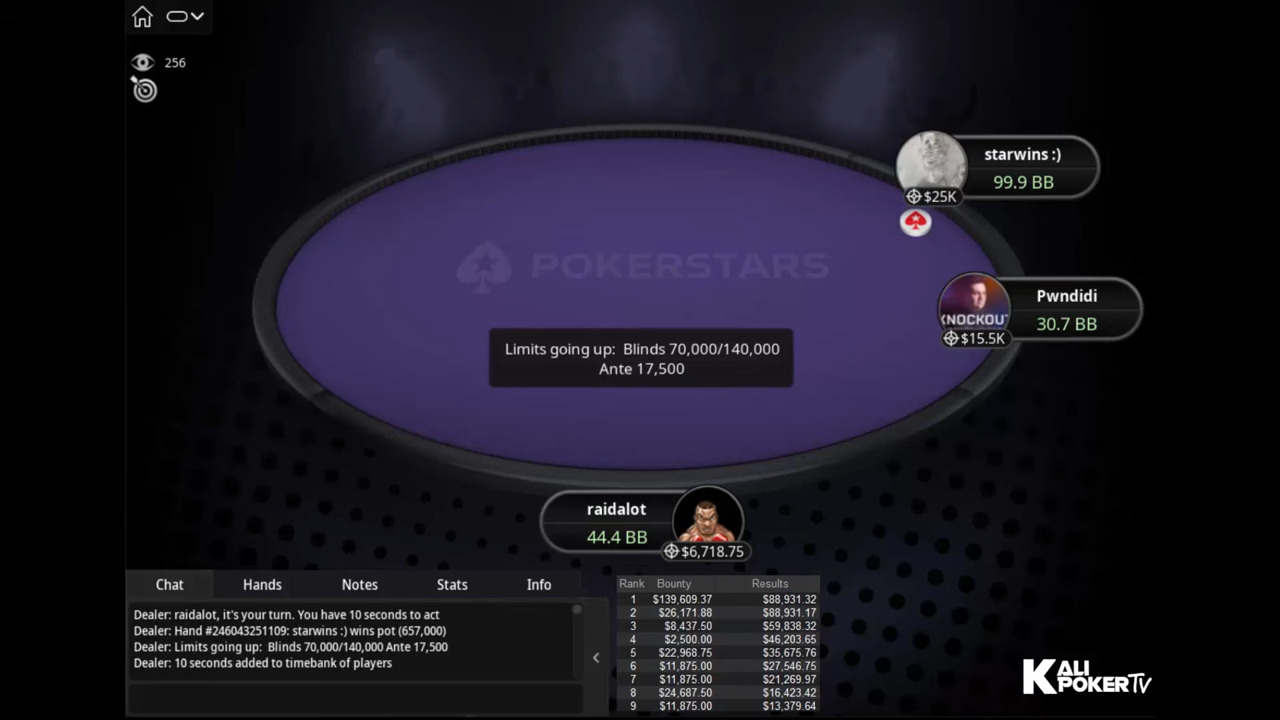 256
starwins :)
99.9 BB
$25K
POKERSTARS
Pwndidi
30.7 BB
KNOCKOUT
$15.5K
Limits going up: Blinds 70,000/140,000
Ante 17,500
raidalot
44.4 BB
$6,718.75
Chat Hands Notes Stats Info
Dealer: raidalot, it's your turn. You have 10 seconds to act
Dealer: Hand #246043251109: starwins :) wins pot (657,000)
Dealer: Limits going up: Blinds 70,000/140,000 Ante 17,500
Dealer: 10 seconds added to timebank of players
Rank Bounty Results
1 $139,609.37 $88,931.32
2 $26,171.88 $88,931.17
3 $8,437.50 $59,838.32
4 $2,500.00 $46,203.65
5 $22,968.75 $35,675.76
6 $11,875.00 $27,546.75
7 $11,875.00 $21,269.97
8 $24,687.50 $16,423.42
9 $11,875.00 $13,379.64
KALI
POKERTV